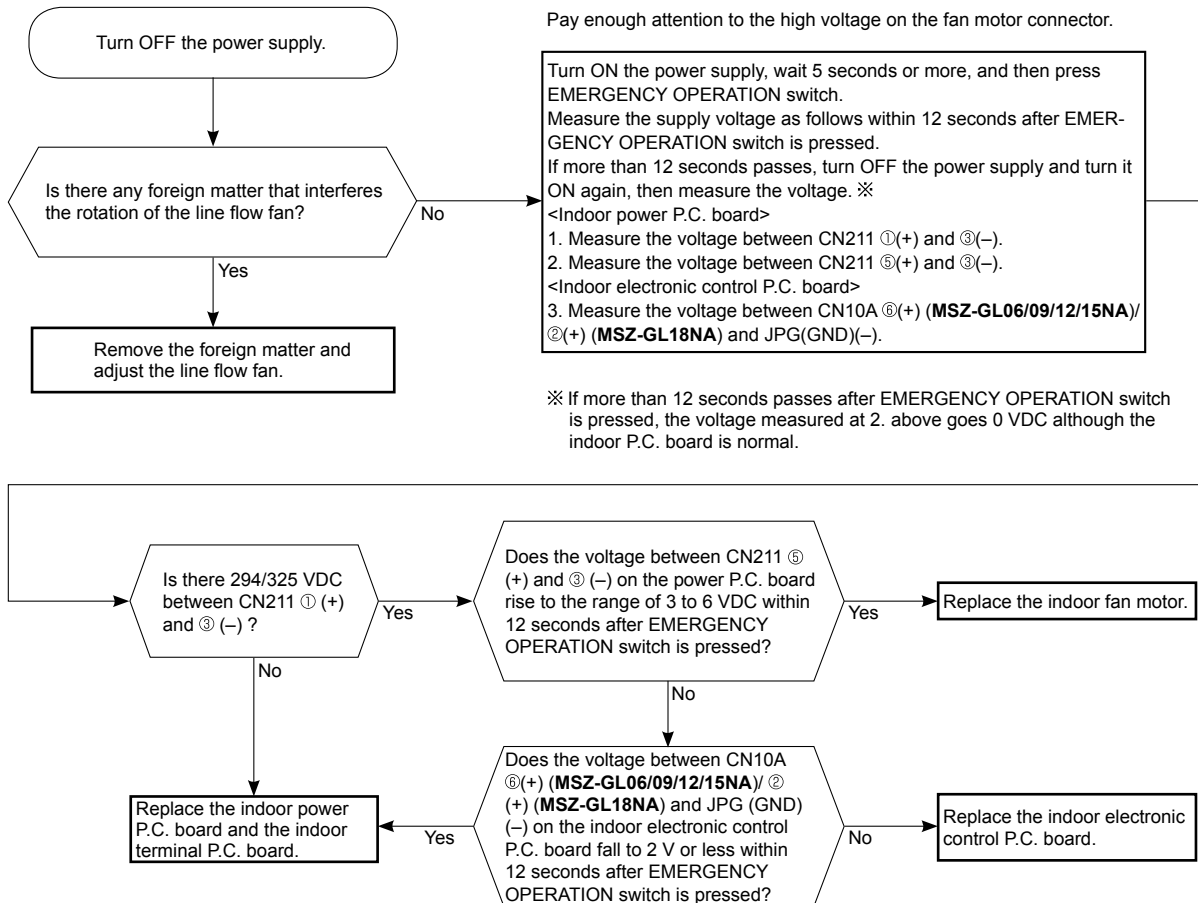 Turn OFF the power supply.
Is there any foreign matter that interferes
the rotation of the line flow fan?
No
Yes
Remove the foreign matter and
adjust the line flow fan.
Pay enough attention to the high voltage on the fan motor connector.
Turn ON the power supply, wait 5 seconds or more, and then press
EMERGENCY OPERATION switch.
Measure the supply voltage as follows within 12 seconds after EMER-
GENCY OPERATION switch is pressed.
If more than 12 seconds passes, turn OFF the power supply and turn it
ON again, then measure the voltage. ※
<Indoor power P.C. board>
1. Measure the voltage between CN211 ①(+) and ③(–).
2. Measure the voltage between CN211 ⑤(+) and ③(–).
<Indoor electronic control P.C. board>
3. Measure the voltage between CN10A ⑥(+) (MSZ-GL06/09/12/15NA)/
②(+) (MSZ-GL18NA) and JPG(GND)(–).
※ If more than 12 seconds passes after EMERGENCY OPERATION switch
is pressed, the voltage measured at 2. above goes 0 VDC although the
indoor P.C. board is normal.
Is there 294/325 VDC
between CN211 ① (+)
and ③ (–) ?
Yes
No
Does the voltage between CN211 ⑤
(+) and ③ (–) on the power P.C. board
rise to the range of 3 to 6 VDC within
12 seconds after EMERGENCY
OPERATION switch is pressed?
Yes
Replace the indoor fan motor.
No
Does the voltage between CN10A
⑥(+) (MSZ-GL06/09/12/15NA)/ ②
(+) (MSZ-GL18NA) and JPG (GND)
(–) on the indoor electronic control
P.C. board fall to 2 V or less within
12 seconds after EMERGENCY
OPERATION switch is pressed?
Yes
Replace the indoor power
P.C. board and the indoor
terminal P.C. board.
No
Replace the indoor electronic
control P.C. board.